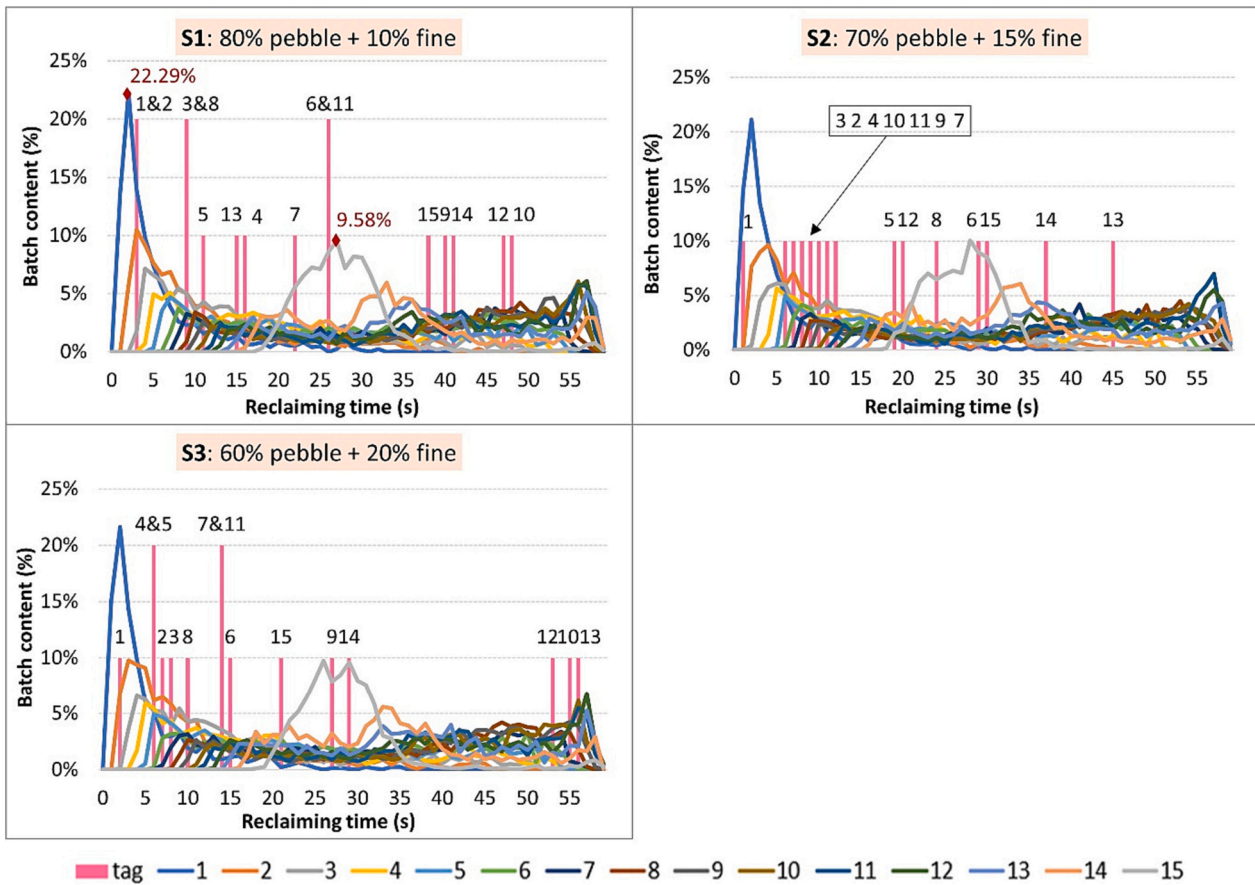 S1: 80% pebble + 10% fine
25%
22.29%
1&2 3&8 6&11
20%
15%
5 13 4 7 9.58% 15 9 14 12 10
10%
5%
0%
Batch content (%)
0 5 10 15 20 25 30 35 40 45 50 55
Reclaiming time (s)
S2: 70% pebble + 15% fine
25%
20%
3 2 4 10 11 9 7
15%
1 5 12 8 6 15 14 13
10%
5%
0%
Batch content (%)
0 5 10 15 20 25 30 35 40 45 50 55
Reclaiming time (s)
S3: 60% pebble + 20% fine
25%
4&5 7&11
20%
15%
1 2 3 8 6 15 9 14 12 10 13
10%
5%
0%
Batch content (%)
0 5 10 15 20 25 30 35 40 45 50 55
Reclaiming time (s)
tag 1 2 3 4 5 6 7 8 9 10 11 12 13 14 15